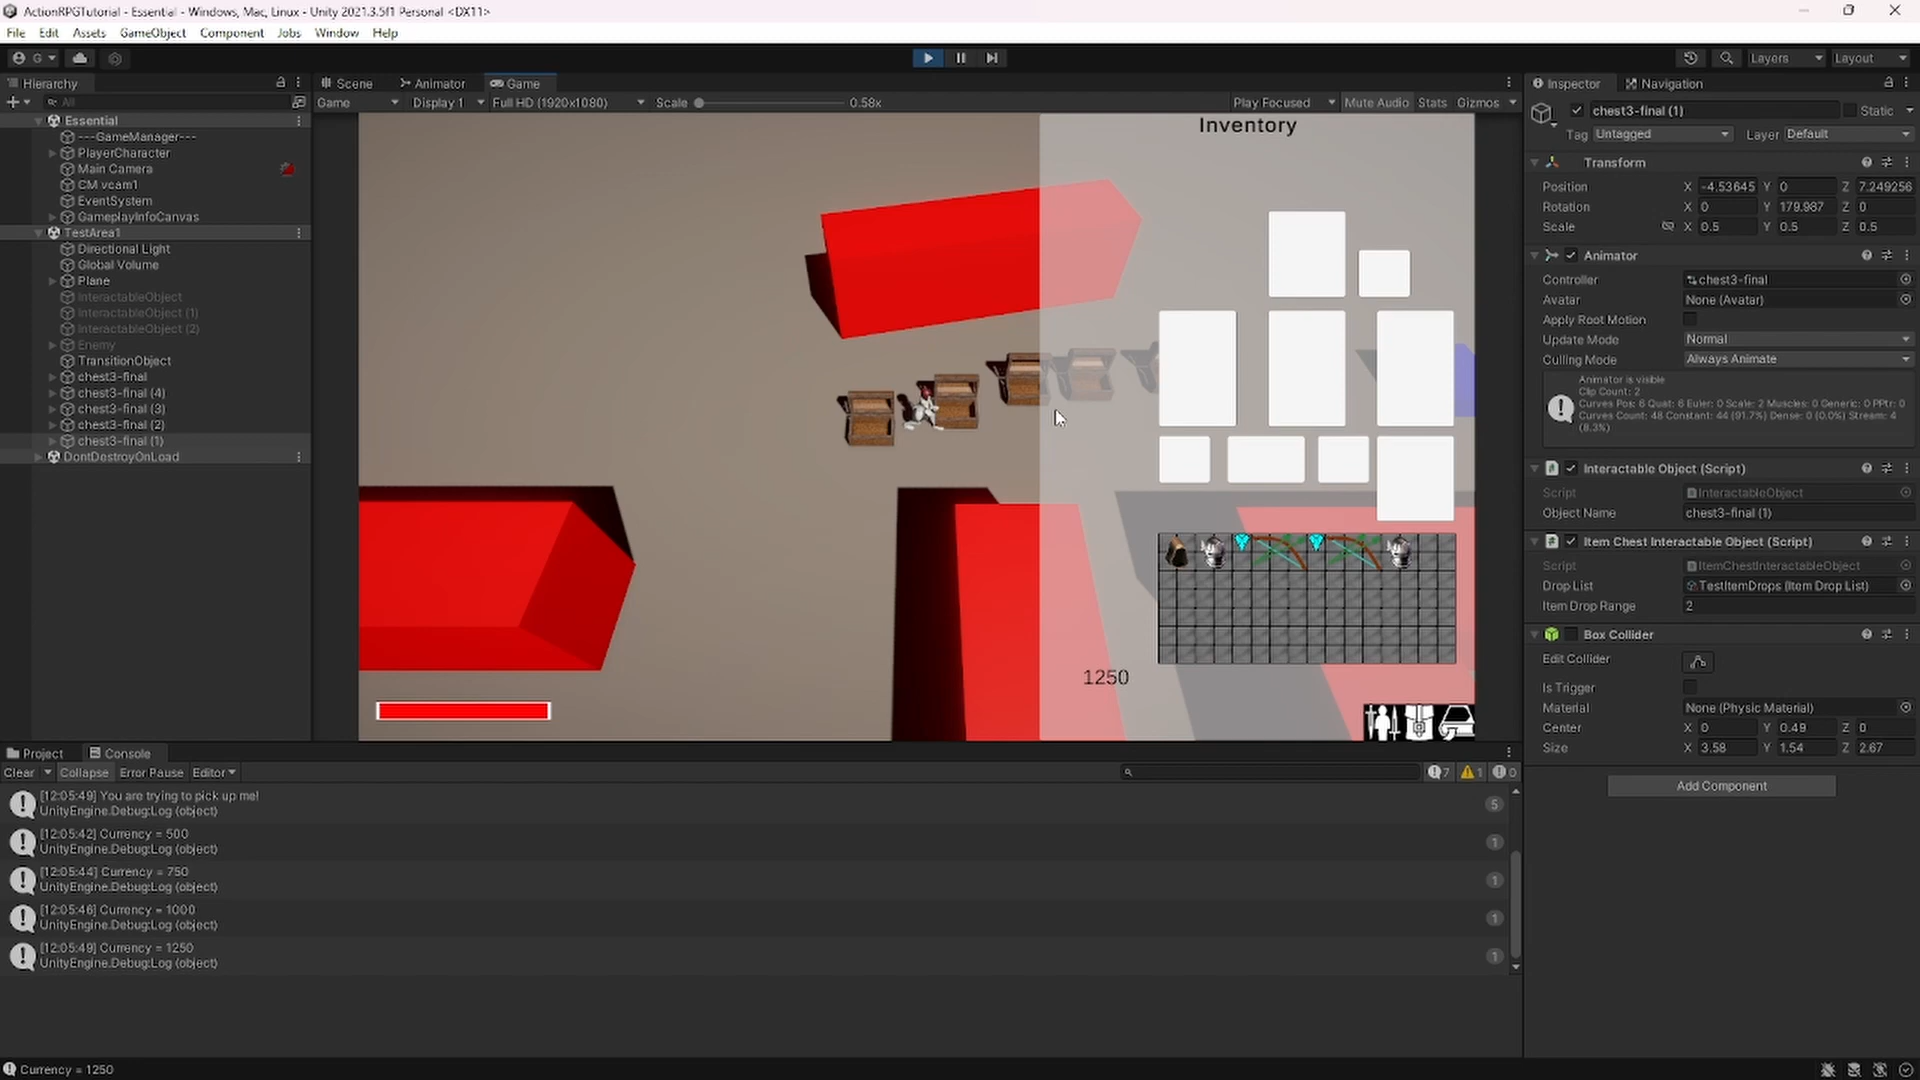 ActionRPGTutorial - Essential - Windows, Mac, Linux - Unity 2021.3.5f1 Personal <DX11>
File Edit Assets GameObject Component Jobs Window Help
G Layers Layout
Hierarchy
All
Essential
---GameManager---
PlayerCharacter
Main Camera
CM vcam1
EventSystem
GameplayInfoCanvas
TestArea1
Directional Light
Global Volume
Plane
InteractableObject
InteractableObject (1)
InteractableObject (2)
Enemy
TransitionObject
chest3-final
chest3-final (4)
chest3-final (3)
chest3-final (2)
chest3-final (1)
DontDestroyOnLoad
Scene Animator Game
Game Display 1 Full HD (1920x1080) Scale 0.58x Play Focused Mute Audio Stats Gizmos
Inventory
1250
Inspector Navigation
chest3-final (1) Static
Tag Untagged Layer Default
Transform
Position X -4.53645 Y 0 Z 7.249256
Rotation X 0 Y 179.987 Z 0
Scale X 0.5 Y 0.5 Z 0.5
Animator
Controller chest3-final
Avatar None (Avatar)
Apply Root Motion
Update Mode Normal
Culling Mode Always Animate
Animator is visible
Clip Count: 2
Curves Pos: 6 Quat: 6 Euler: 0 Scale: 2 Muscles: 0 Generic: 0 PPtr: 0
Curves Count: 48 Constant: 44 (91.7%) Dense: 0 (0.0%) Stream: 4
(8.3%)
Interactable Object (Script)
Script InteractableObject
Object Name chest3-final (1)
Item Chest Interactable Object (Script)
Script ItemChestInteractableObject
Drop List TestItemDrops (Item Drop List)
Item Drop Range 2
Box Collider
Edit Collider
Is Trigger
Material None (Physic Material)
Center X 0 Y 0.49 Z 0
Size X 3.58 Y 1.54 Z 2.67
Add Component
Project Console
Clear Collapse Error Pause Editor 7 1 0
[12:05:49] You are trying to pick up me!
UnityEngine.Debug:Log (object)
5
[12:05:42] Currency = 500
UnityEngine.Debug:Log (object)
1
[12:05:44] Currency = 750
UnityEngine.Debug:Log (object)
1
[12:05:46] Currency = 1000
UnityEngine.Debug:Log (object)
1
[12:05:49] Currency = 1250
UnityEngine.Debug:Log (object)
1
Currency = 1250